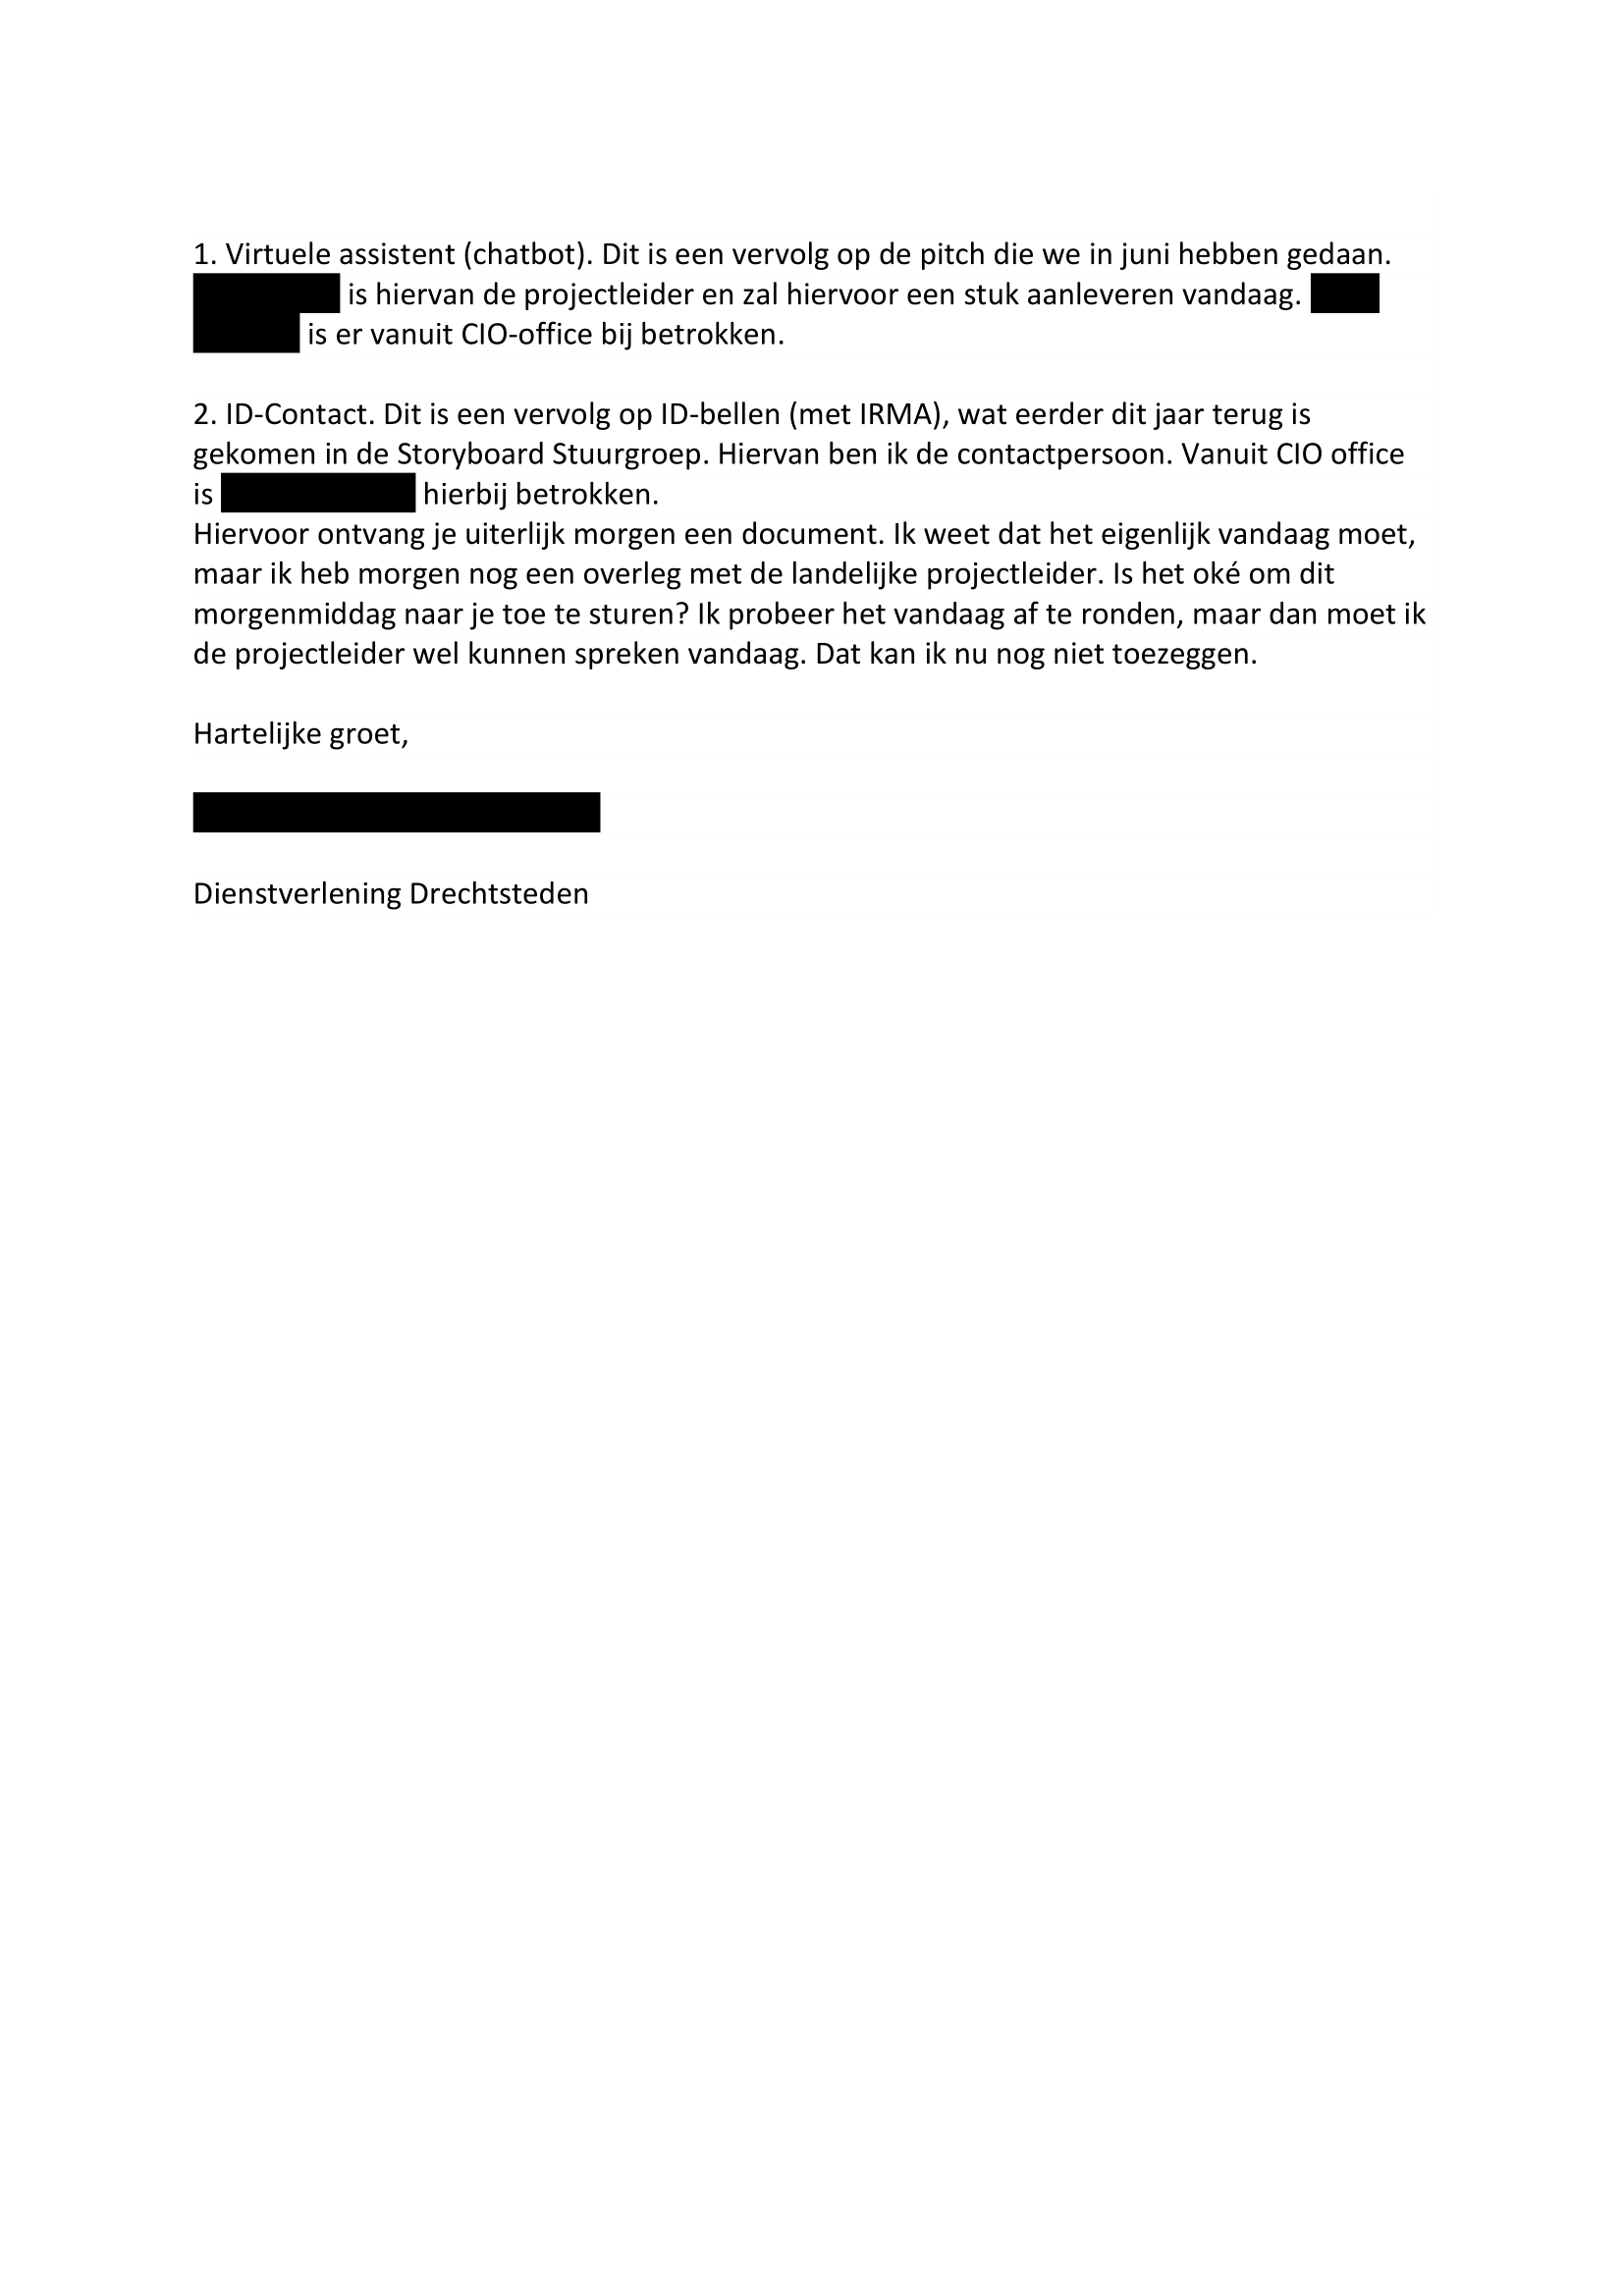 1. Virtuele assistent (chatbot). Dit is een vervolg op de pitch die we in juni hebben gedaan.
is hiervan de projectleider en zal hiervoor een stuk aanleveren vandaag.
is er vanuit CIO-office bij betrokken.
2. ID-Contact. Dit is een vervolg op ID-bellen (met IRMA), wat eerder dit jaar terug is
gekomen in de Storyboard Stuurgroep. Hiervan ben ik de contactpersoon. Vanuit CIO office
is hierbij betrokken.
Hiervoor ontvang je uiterlijk morgen een document. Ik weet dat het eigenlijk vandaag moet,
maar ik heb morgen nog een overleg met de landelijke projectleider. Is het oké om dit
morgenmiddag naar je toe te sturen? Ik probeer het vandaag af te ronden, maar dan moet ik
de projectleider wel kunnen spreken vandaag. Dat kan ik nu nog niet toezeggen.
Hartelijke groet,
Dienstverlening Drechtsteden